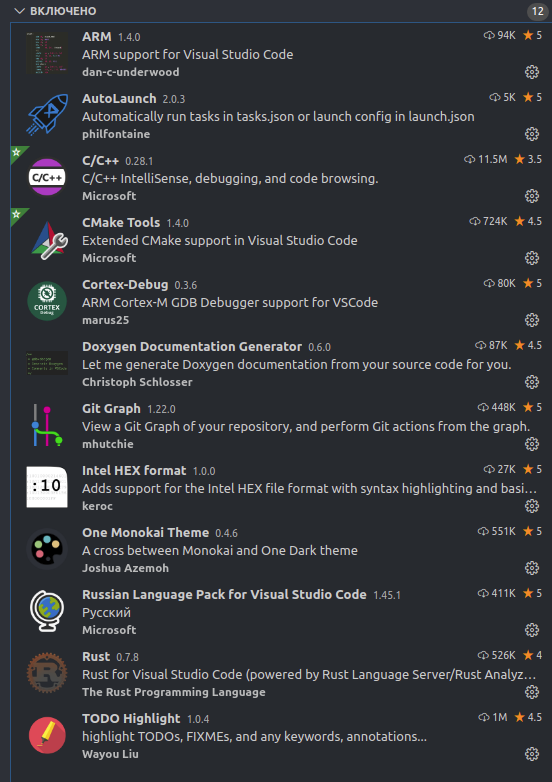 ВКЛЮЧЕНО 12
ARM 1.4.0 94K 5
ARM support for Visual Studio Code
dan-c-underwood
AutoLaunch 2.0.3 5K 5
Automatically run tasks in tasks.json or launch config in launch.json
philfontaine
C/C++ 0.28.1 11.5M 3.5
C/C++
C/C++ IntelliSense, debugging, and code browsing.
Microsoft
CMake Tools 1.4.0 724K 4.5
Extended CMake support in Visual Studio Code
Microsoft
Cortex-Debug 0.3.6 80K 5
CORTEX
Debug
ARM Cortex-M GDB Debugger support for VSCode
marus25
Doxygen Documentation Generator 0.6.0 87K 4.5
Let me generate Doxygen documentation from your source code for you.
Christoph Schlosser
Git Graph 1.22.0 448K 5
View a Git Graph of your repository, and perform Git actions from the graph.
mhutchie
Intel HEX format 1.0.0 27K 5
:10
Adds support for the Intel HEX file format with syntax highlighting and basi...
keroc
One Monokai Theme 0.4.6 551K 5
A cross between Monokai and One Dark theme
Joshua Azemoh
Russian Language Pack for Visual Studio Code 1.45.1 411K 5
Русский
Microsoft
Rust 0.7.8 526K 4
R
Rust for Visual Studio Code (powered by Rust Language Server/Rust Analyz...
The Rust Programming Language
TODO Highlight 1.0.4 1M 4.5
highlight TODOs, FIXMEs, and any keywords, annotations...
Wayou Liu